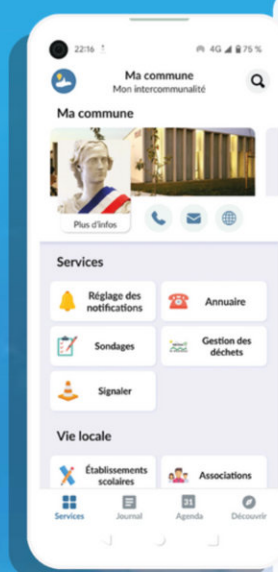 22:16
4G 75 %
Ma commune
Mon intercommunalité
Ma commune
Plus d'infos
Services
Réglage des
notifications
Annuaire
Sondages
Gestion des
déchets
Signaler
Vie locale
Établissements
scolaires
Associations
31
Services Journal Agenda Découvrir